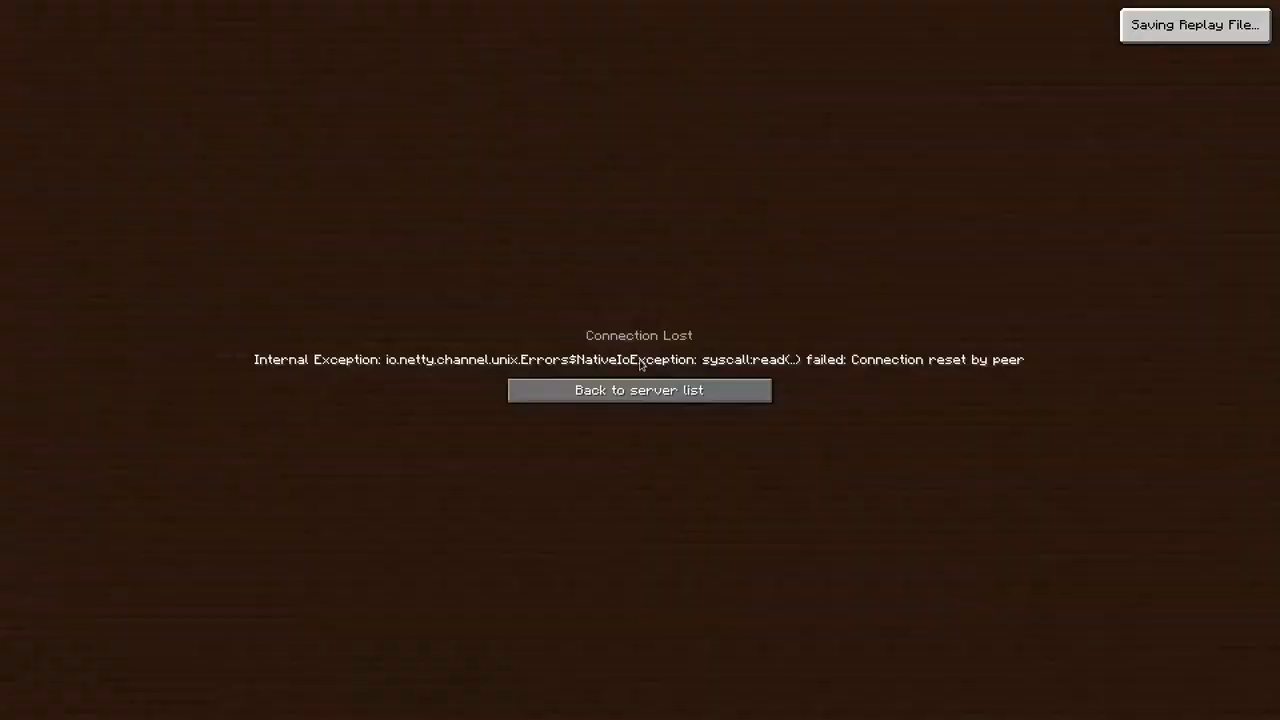 Saving Replay File...
Connection Lost
Internal Exception: io.netty.channel.unix.Errors$NativeIoException: syscall:read(..) failed: Connection reset by peer
Back to server list